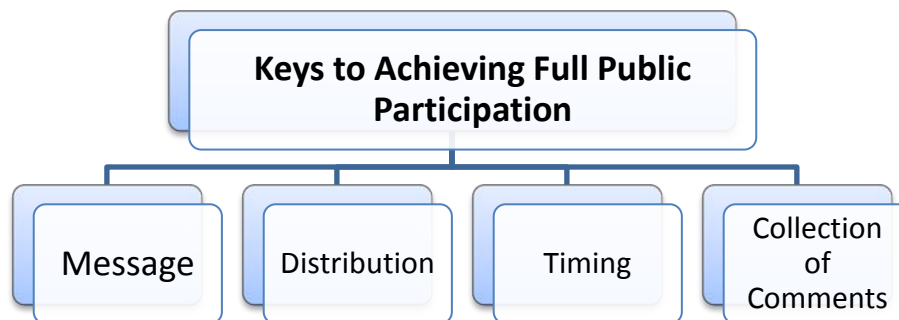 Keys to Achieving Full Public
Participation
Message
Distribution
Timing
Collection
of
Comments